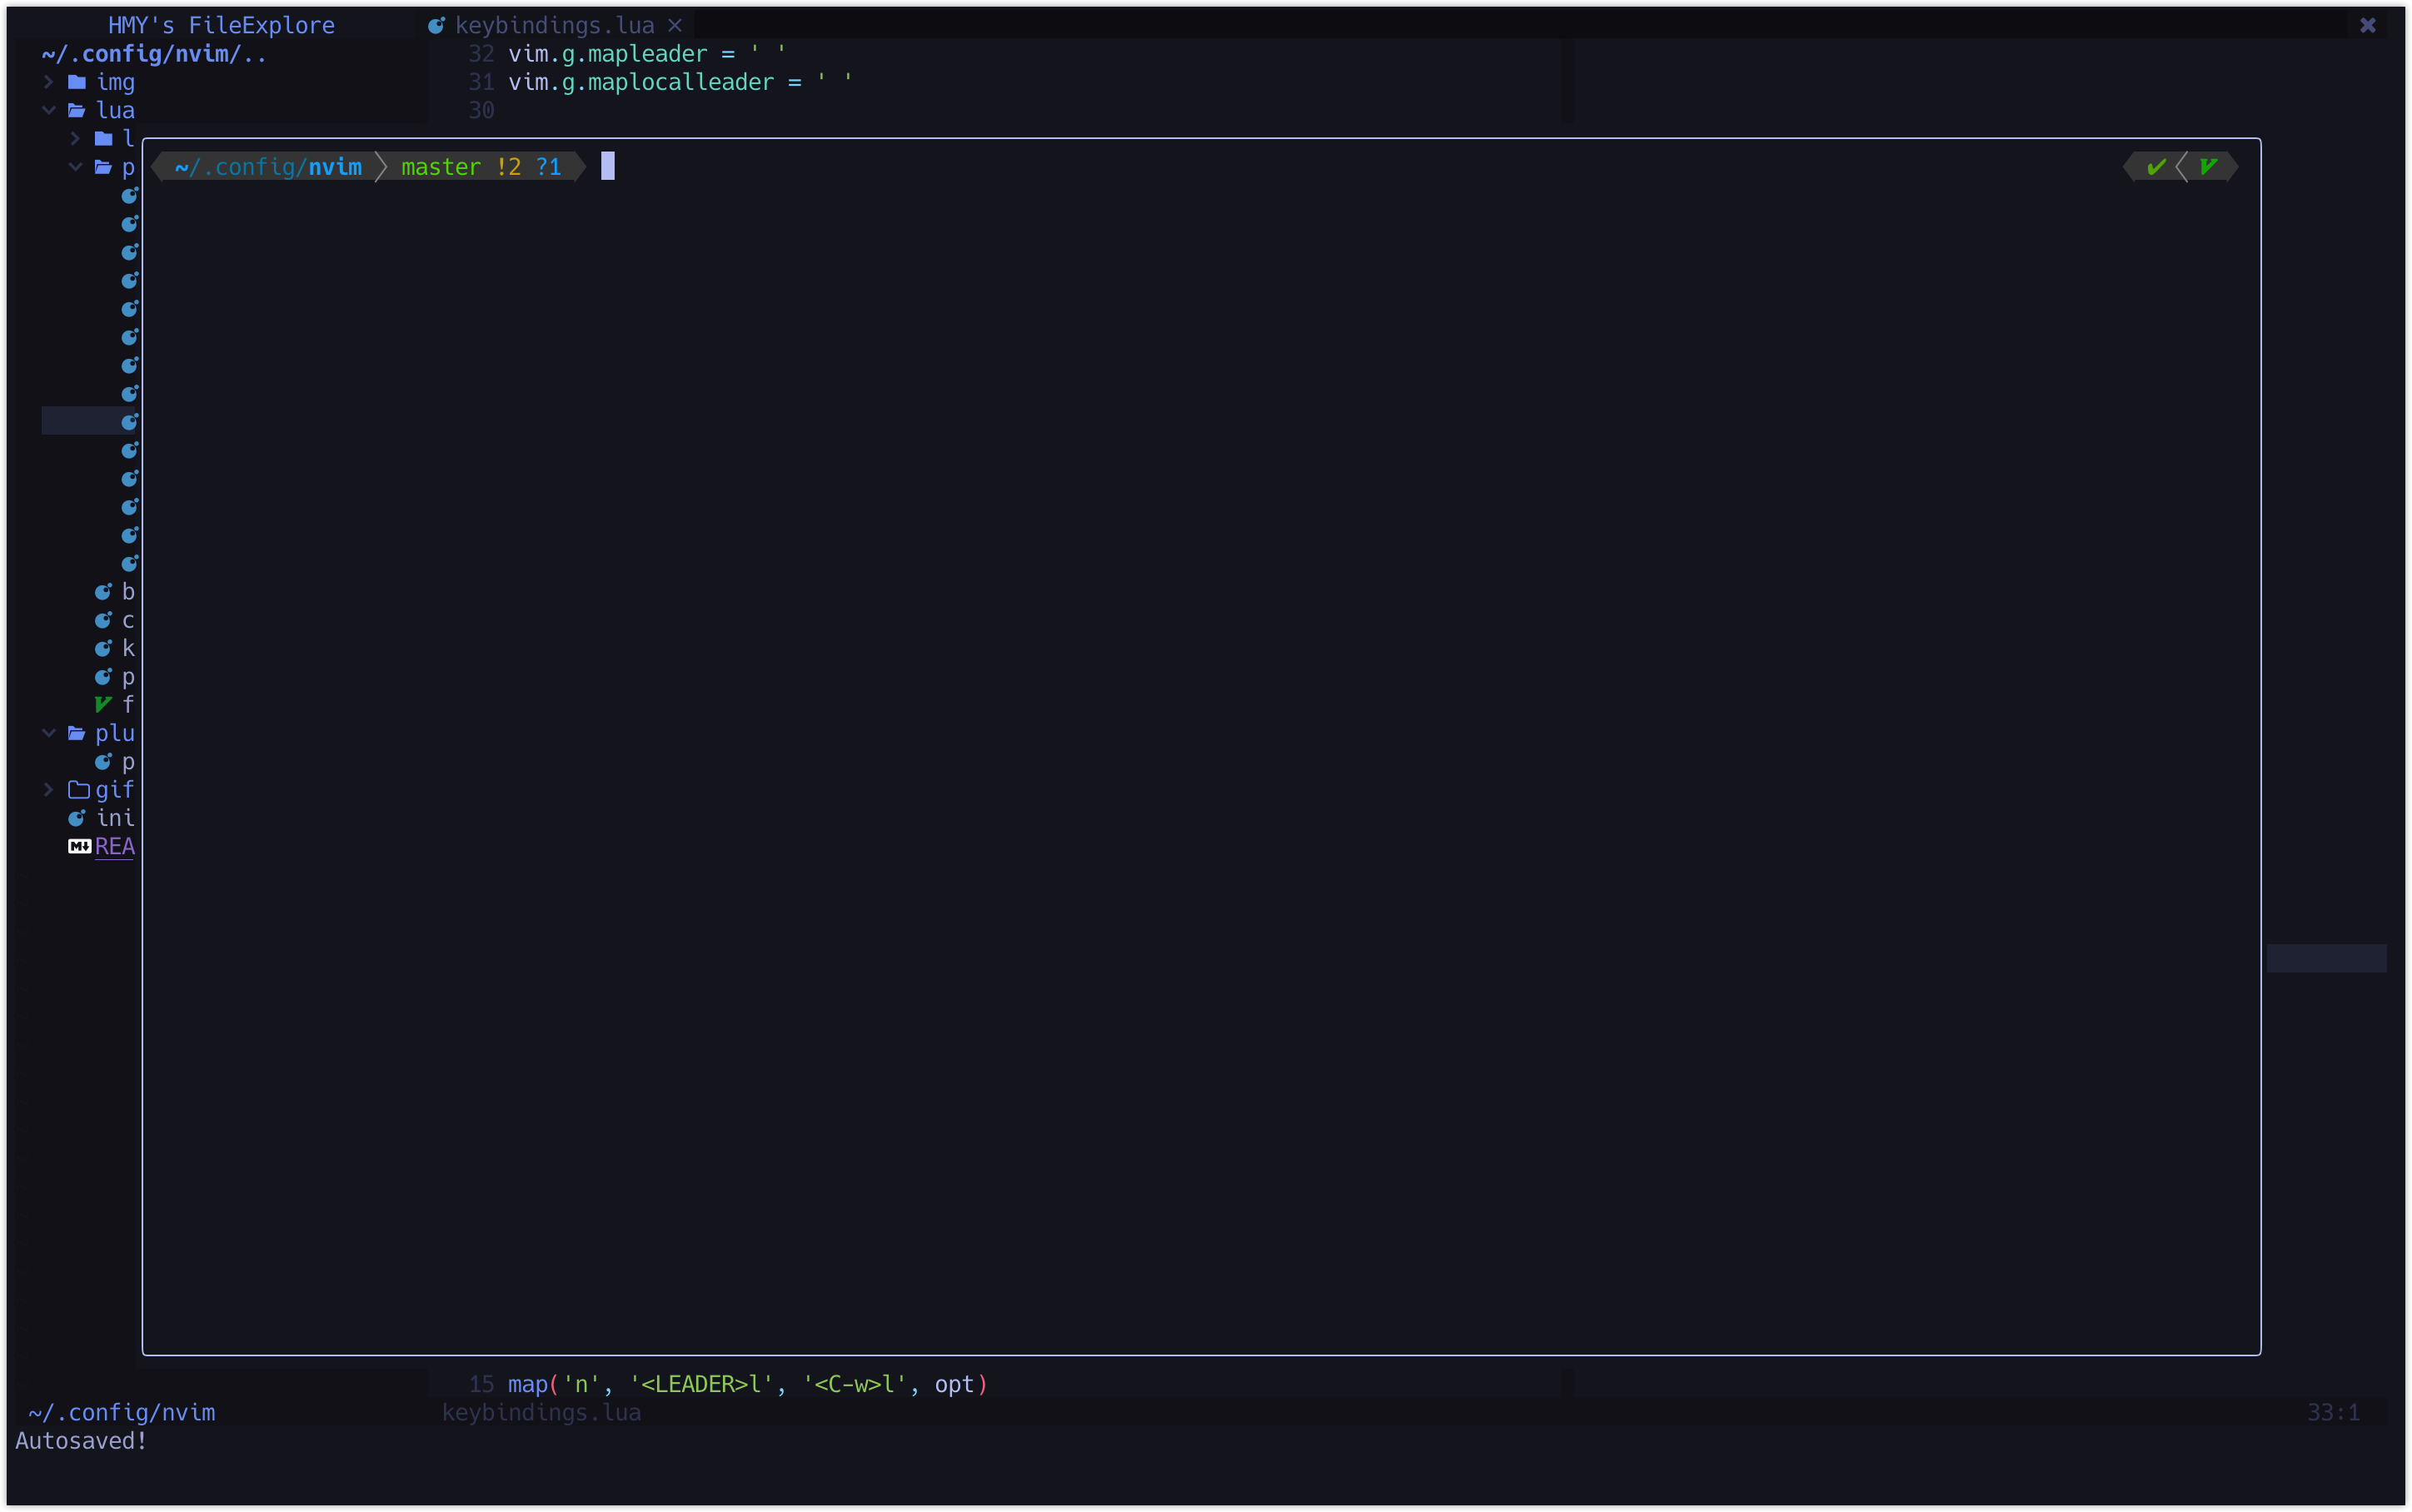 HMY's FileExplore
keybindings.lua ×
~/.config/nvim/..
32 vim.g.mapleader = ' '
img
31 vim.g.maplocalleader = ' '
lua
30
l
p
~/.config/nvim master !2 ?1
b
c
k
p
f
plu
p
gif
ini
M↓ REA
15 map('n', '<LEADER>l', '<C-w>l', opt)
~/.config/nvim
keybindings.lua
33:1
Autosaved!